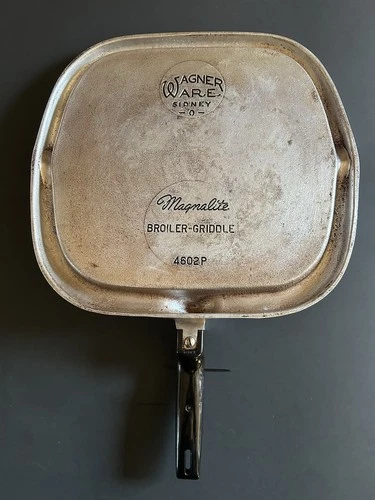 WAGNER
WARE
SIDNEY
-O-
Magnalite
BROILER-GRIDDLE
4602P